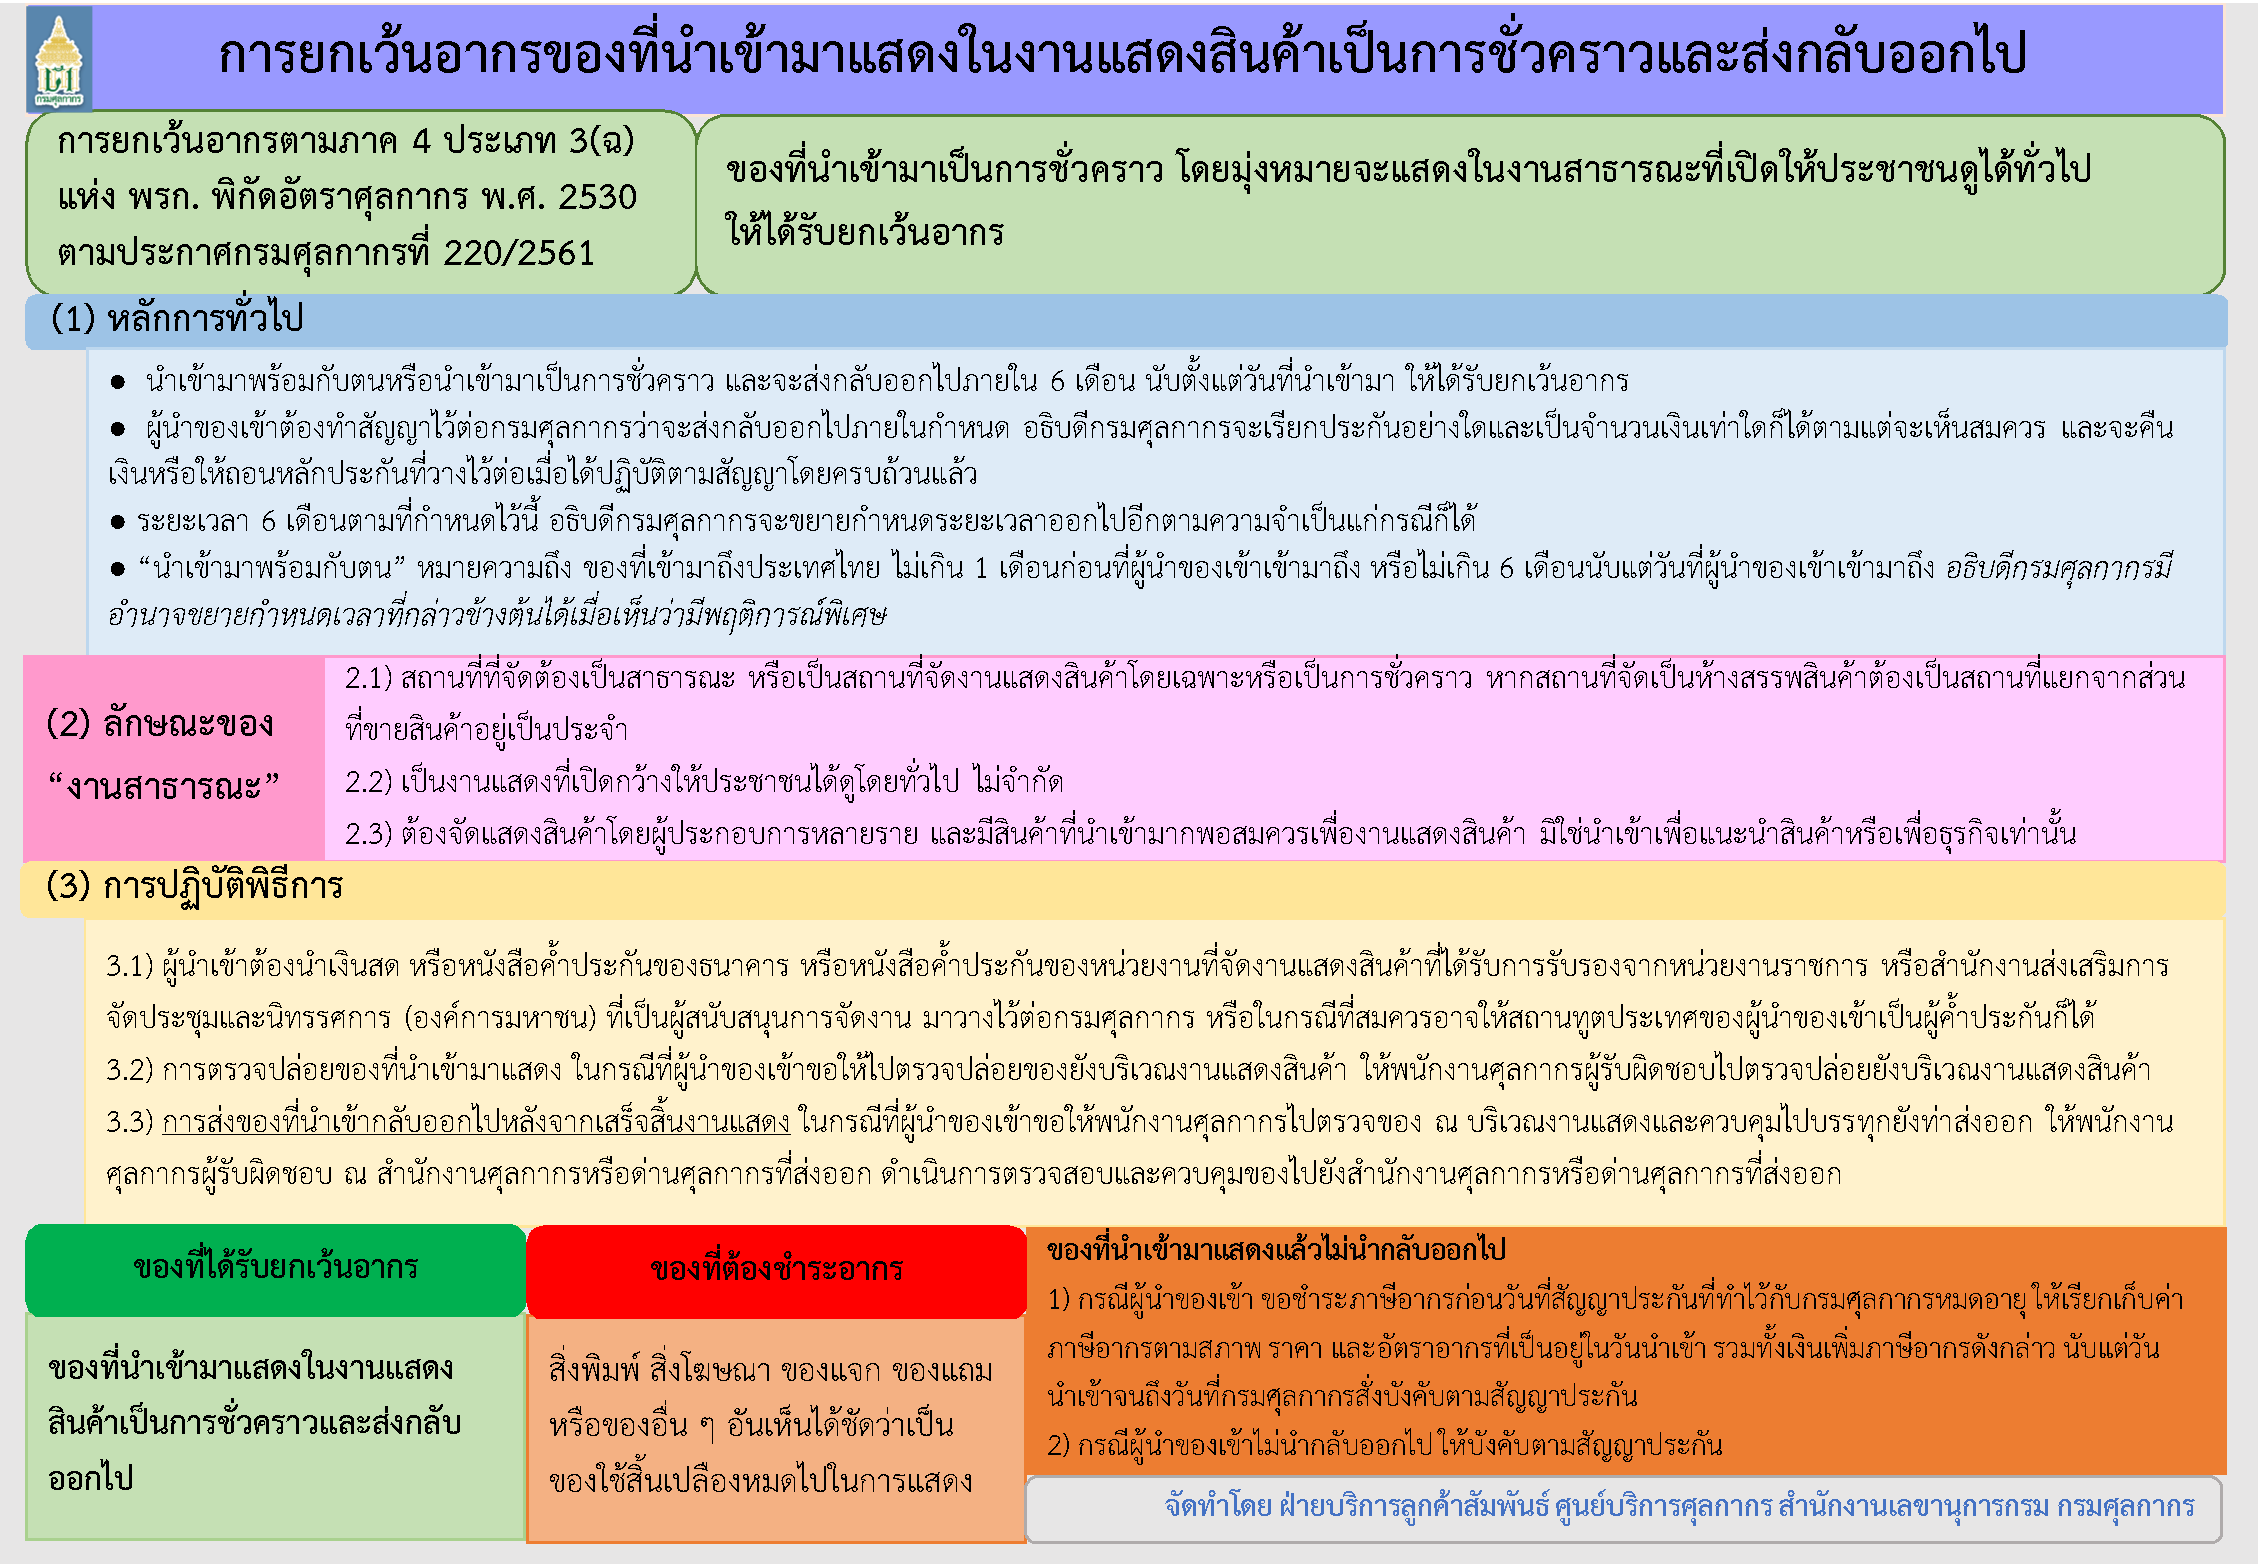 การยกเว้นอากรของที่นำเข้ามาแสดงในงานแสดงสินค้าเป็นการชั่วคราวและส่งกลับออกไป
กรมศุลกากร
การยกเว้นอากรตามภาค 4 ประเภท 3(ฉ)
แห่ง พรก. พิกัดอัตราศุลกากร พ.ศ. 2530
ตามประกาศกรมศุลกากรที่ 220/2561
ของที่นำเข้ามาเป็นการชั่วคราว โดยมุ่งหมายจะแสดงในงานสาธารณะที่เปิดให้ประชาชนดูได้ทั่วไป
ให้ได้รับยกเว้นอากร
(1) หลักการทั่วไป
● นำเข้ามาพร้อมกับตนหรือนำเข้ามาเป็นการชั่วคราว และจะส่งกลับออกไปภายใน 6 เดือน นับตั้งแต่วันที่นำเข้ามา ให้ได้รับยกเว้นอากร
● ผู้นำของเข้าต้องทำสัญญาไว้ต่อกรมศุลกากรว่าจะส่งกลับออกไปภายในกำหนด อธิบดีกรมศุลกากรจะเรียกประกันอย่างใดและเป็นจำนวนเงินเท่าใดก็ได้ตามแต่จะเห็นสมควร และจะคืน
เงินหรือให้ถอนหลักประกันที่วางไว้ต่อเมื่อได้ปฏิบัติตามสัญญาโดยครบถ้วนแล้ว
● ระยะเวลา 6 เดือนตามที่กำหนดไว้นี้ อธิบดีกรมศุลกากรจะขยายกำหนดระยะเวลาออกไปอีกตามความจำเป็นแก่กรณีก็ได้
● “นำเข้ามาพร้อมกับตน” หมายความถึง ของที่เข้ามาถึงประเทศไทย ไม่เกิน 1 เดือนก่อนที่ผู้นำของเข้าเข้ามาถึง หรือไม่เกิน 6 เดือนนับแต่วันที่ผู้นำของเข้าเข้ามาถึง อธิบดีกรมศุลกากรมี
อำนาจขยายกำหนดเวลาที่กล่าวข้างต้นได้เมื่อเห็นว่ามีพฤติการณ์พิเศษ
(2) ลักษณะของ
“งานสาธารณะ”
2.1) สถานที่ที่จัดต้องเป็นสาธารณะ หรือเป็นสถานที่จัดงานแสดงสินค้าโดยเฉพาะหรือเป็นการชั่วคราว หากสถานที่จัดเป็นห้างสรรพสินค้าต้องเป็นสถานที่แยกจากส่วน
ที่ขายสินค้าอยู่เป็นประจำ
2.2) เป็นงานแสดงที่เปิดกว้างให้ประชาชนได้ดูโดยทั่วไป ไม่จำกัด
2.3) ต้องจัดแสดงสินค้าโดยผู้ประกอบการหลายราย และมีสินค้าที่นำเข้ามากพอสมควรเพื่องานแสดงสินค้า มิใช่นำเข้าเพื่อแนะนำสินค้าหรือเพื่อธุรกิจเท่านั้น
(3) การปฏิบัติพิธีการ
3.1) ผู้นำเข้าต้องนำเงินสด หรือหนังสือค้ำประกันของธนาคาร หรือหนังสือค้ำประกันของหน่วยงานที่จัดงานแสดงสินค้าที่ได้รับการรับรองจากหน่วยงานราชการ หรือสำนักงานส่งเสริมการ
จัดประชุมและนิทรรศการ (องค์การมหาชน) ที่เป็นผู้สนับสนุนการจัดงาน มาวางไว้ต่อกรมศุลกากร หรือในกรณีที่สมควรอาจให้สถานทูตประเทศของผู้นำของเข้าเป็นผู้ค้ำประกันก็ได้
3.2) การตรวจปล่อยของที่นำเข้ามาแสดง ในกรณีที่ผู้นำของเข้าขอให้ไปตรวจปล่อยของยังบริเวณงานแสดงสินค้า ให้พนักงานศุลกากรผู้รับผิดชอบไปตรวจปล่อยยังบริเวณงานแสดงสินค้า
3.3) การส่งของที่นำเข้ากลับออกไปหลังจากเสร็จสิ้นงานแสดง ในกรณีที่ผู้นำของเข้าขอให้พนักงานศุลกากรไปตรวจของ ณ บริเวณงานแสดงและควบคุมไปบรรทุกยังท่าส่งออก ให้พนักงาน
ศุลกากรผู้รับผิดชอบ ณ สำนักงานศุลกากรหรือด่านศุลกากรที่ส่งออก ดำเนินการตรวจสอบและควบคุมของไปยังสำนักงานศุลกากรหรือด่านศุลกากรที่ส่งออก
ของที่ได้รับยกเว้นอากร
ของที่นำเข้ามาแสดงในงานแสดง
สินค้าเป็นการชั่วคราวและส่งกลับ
ออกไป
ของที่ต้องชำระอากร
สิ่งพิมพ์ สิ่งโฆษณา ของแจก ของแถม
หรือของอื่น ๆ อันเห็นได้ชัดว่าเป็น
ของใช้สิ้นเปลืองหมดไปในการแสดง
ของที่นำเข้ามาแสดงแล้วไม่นำกลับออกไป
1) กรณีผู้นำของเข้า ขอชำระภาษีอากรก่อนวันที่สัญญาประกันที่ทำไว้กับกรมศุลกากรหมดอายุ ให้เรียกเก็บค่า
ภาษีอากรตามสภาพ ราคา และอัตราอากรที่เป็นอยู่ในวันนำเข้า รวมทั้งเงินเพิ่มภาษีอากรดังกล่าว นับแต่วัน
นำเข้าจนถึงวันที่กรมศุลกากรสั่งบังคับตามสัญญาประกัน
2) กรณีผู้นำของเข้าไม่นำกลับออกไป ให้บังคับตามสัญญาประกัน
จัดทำโดย ฝ่ายบริการลูกค้าสัมพันธ์ ศูนย์บริการศุลกากร สำนักงานเลขานุการกรม กรมศุลกากร